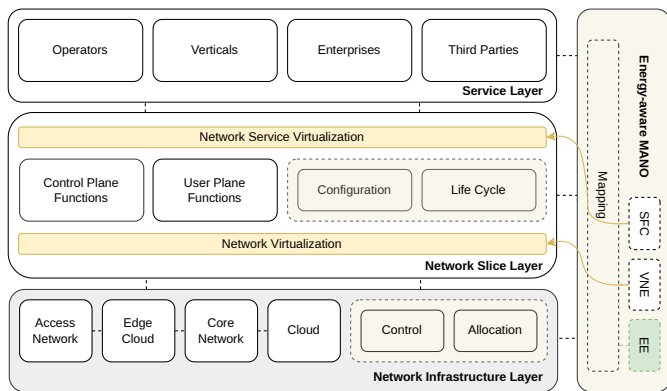 Operators
Verticals
Enterprises
Third Parties
Service Layer
Network Service Virtualization
Control Plane
Functions
User Plane
Functions
Configuration
Life Cycle
Network Virtualization
Network Slice Layer
Access
Network
Edge
Cloud
Core
Network
Cloud
Control
Allocation
Network Infrastructure Layer
Energy-aware MANO
Mapping
SFC
VNE
EE